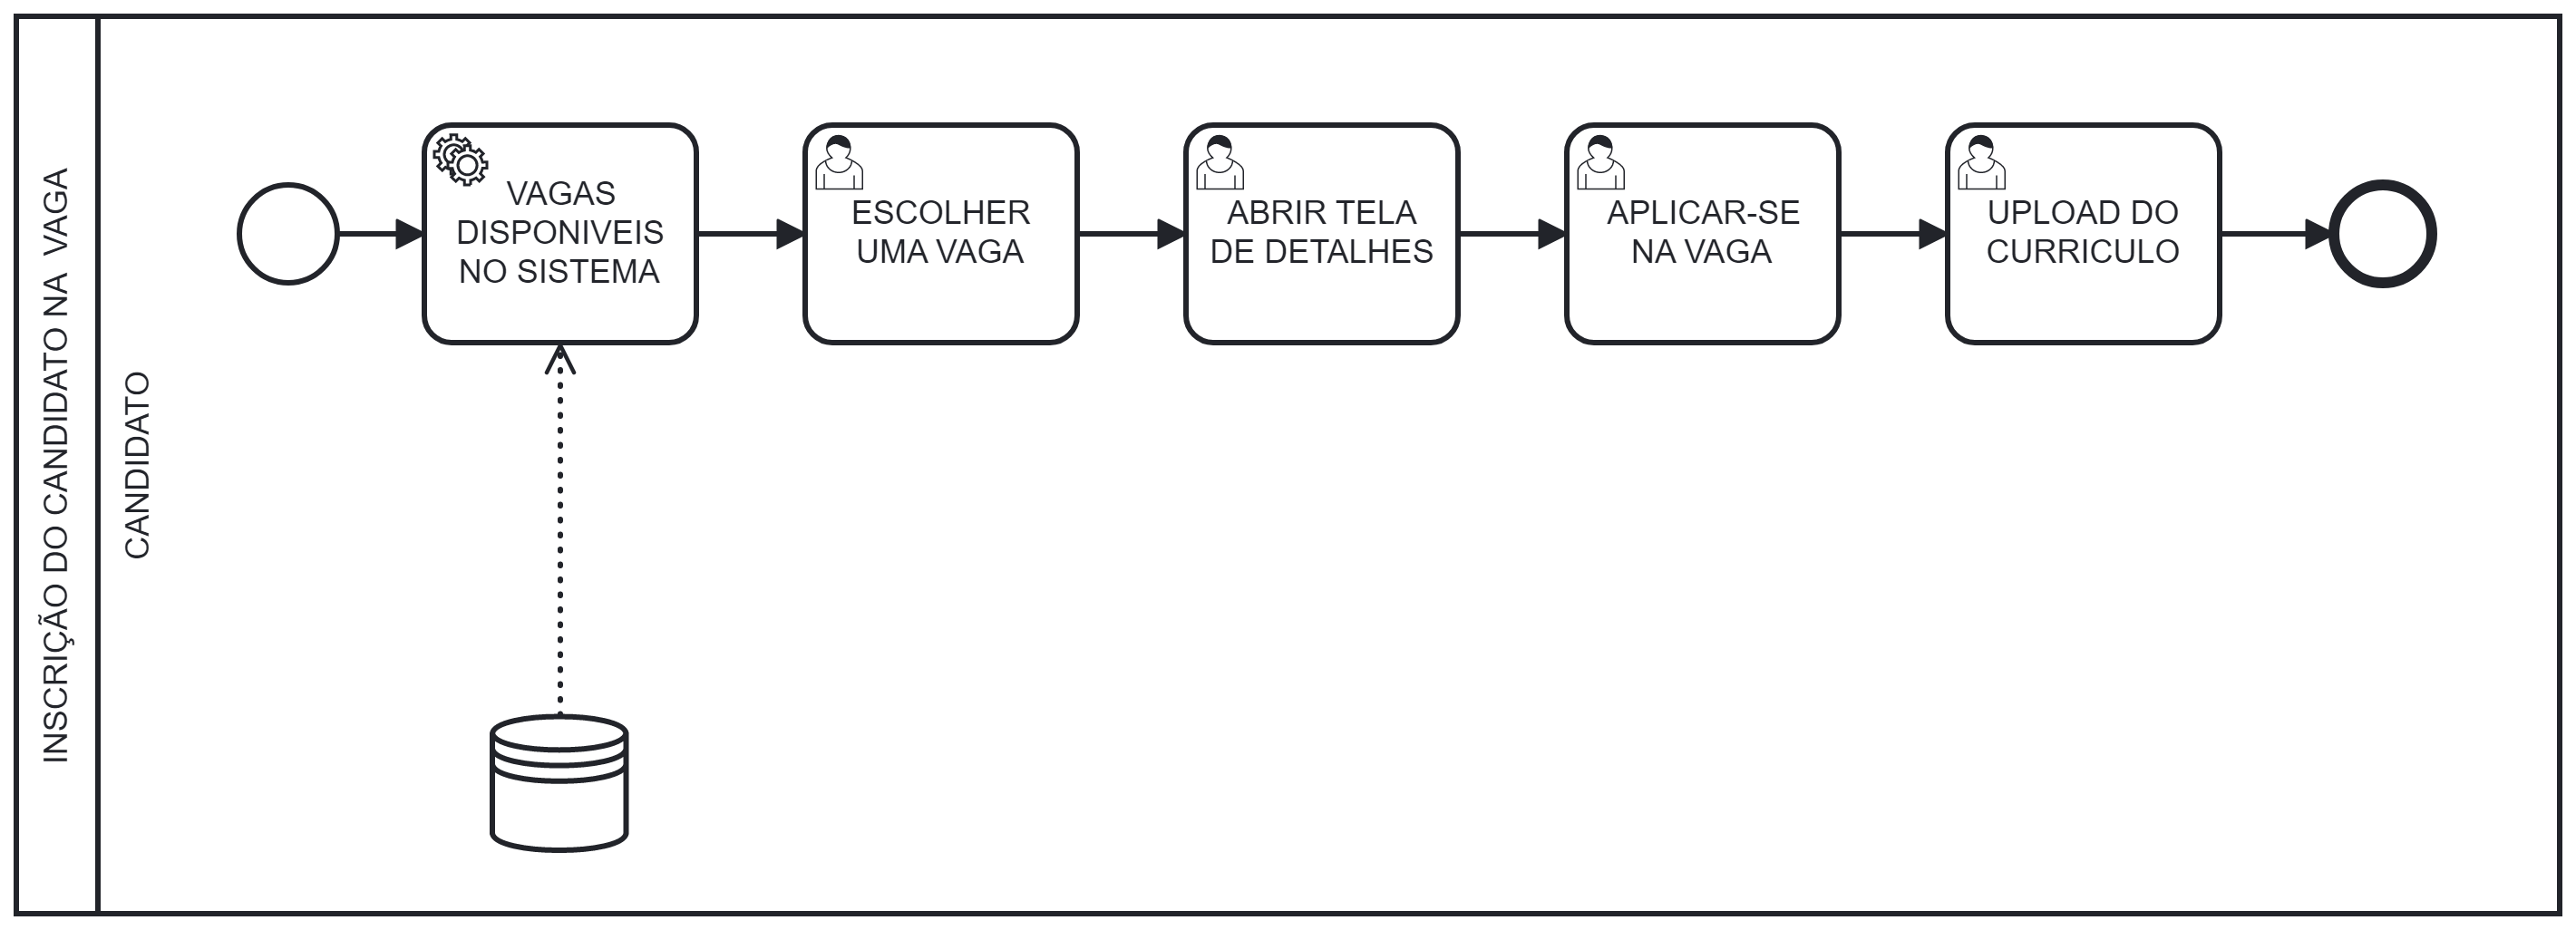 INSCRIÇÃO DO CANDIDATO NA VAGA
CANDIDATO
VAGAS
DISPONIVEIS
NO SISTEMA
ESCOLHER
UMA VAGA
ABRIR TELA
DE DETALHES
APLICAR-SE
NA VAGA
UPLOAD DO
CURRICULO